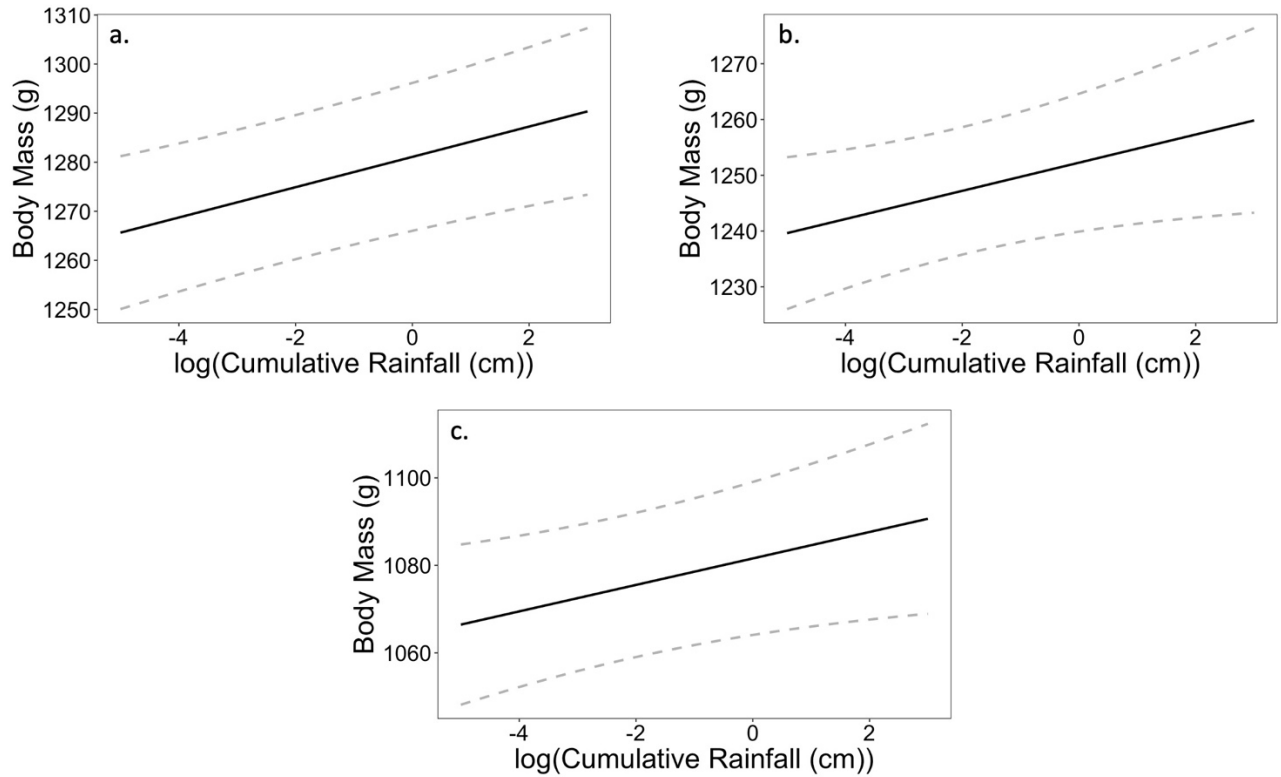 a.
Body Mass (g)
1310
1300
1290
1280
1270
1260
1250
-4 -2 0 2
log(Cumulative Rainfall (cm))
b.
Body Mass (g)
1270
1260
1250
1240
1230
-4 -2 0 2
log(Cumulative Rainfall (cm))
c.
Body Mass (g)
1100
1080
1060
-4 -2 0 2
log(Cumulative Rainfall (cm))